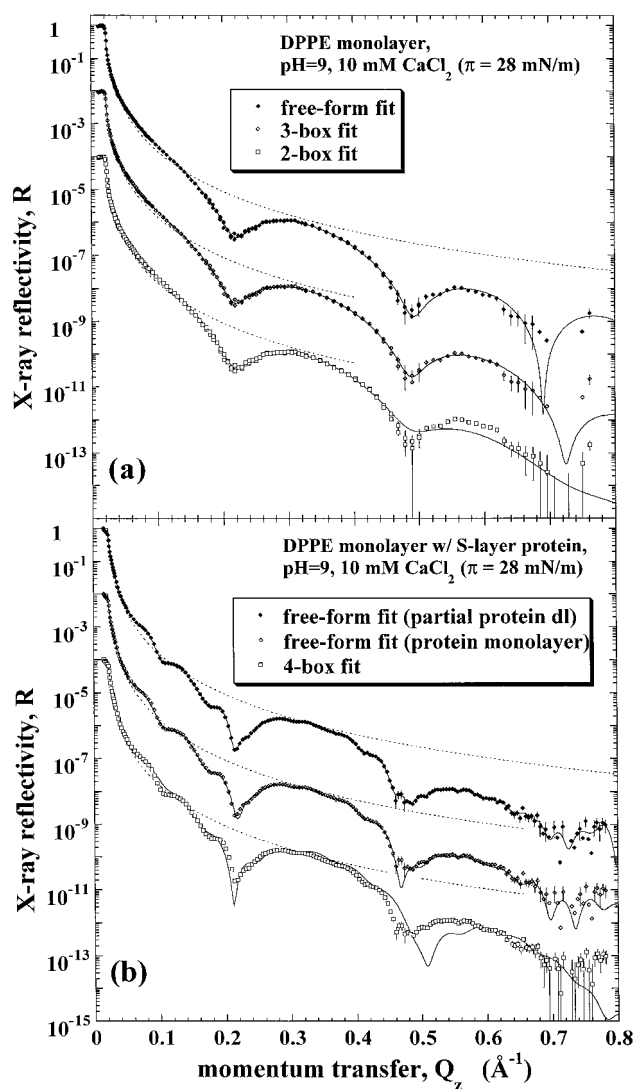 DPPE monolayer,
pH=9, 10 mM CaCl2 (π = 28 mN/m)
free-form fit
3-box fit
2-box fit
1
10-1
10-3
10-5
10-7
10-9
10-11
10-13
X-ray reflectivity, R
(a)
DPPE monolayer w/ S-layer protein,
pH=9, 10 mM CaCl2 (π = 28 mN/m)
free-form fit (partial protein dl)
free-form fit (protein monolayer)
4-box fit
1
10-1
10-3
10-5
10-7
10-9
10-11
10-13
10-15
X-ray reflectivity, R
(b)
0 0.1 0.2 0.3 0.4 0.5 0.6 0.7 0.8
momentum transfer, Qz (Å-1)